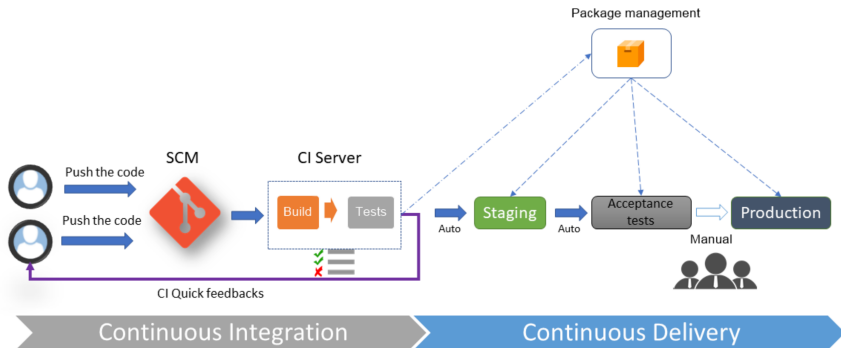 Package management
SCM
CI Server
Push the code
Push the code
Build
Tests
Auto
Staging
Auto
Acceptance
tests
Production
Manual
CI Quick feedbacks
Continuous Integration
Continuous Delivery